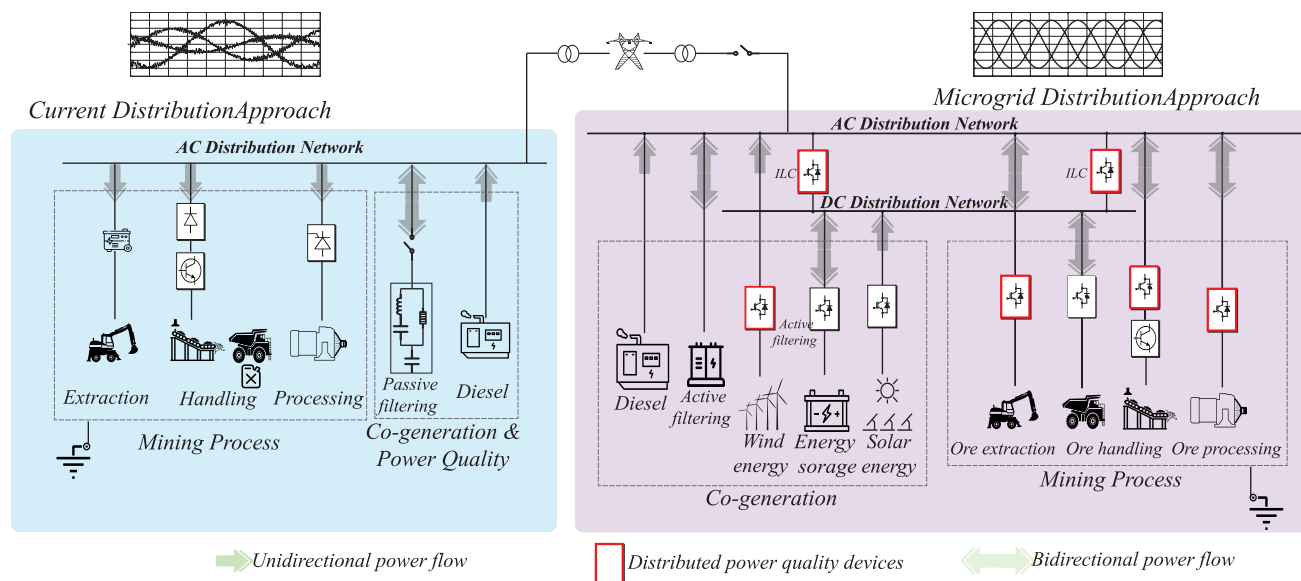 Current DistributionApproach
AC Distribution Network
Extraction
Handling
Processing
Mining Process
Passive
filtering
Diesel
Co-generation &
Power Quality
Microgrid DistributionApproach
AC Distribution Network
ILC
ILC
DC Distribution Network
Active
filtering
Diesel
Active
filtering
Wind
energy
Energy
sorage
Solar
energy
Co-generation
Ore extraction
Ore handling
Ore processing
Mining Process
Unidirectional power flow
Distributed power quality devices
Bidirectional power flow